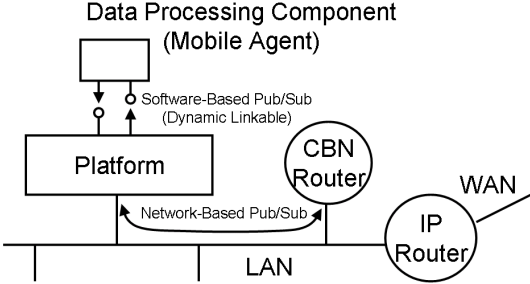 Data Processing Component
(Mobile Agent)
Software-Based Pub/Sub
(Dynamic Linkable)
Platform
CBN
Router
WAN
Network-Based Pub/Sub
IP
Router
LAN